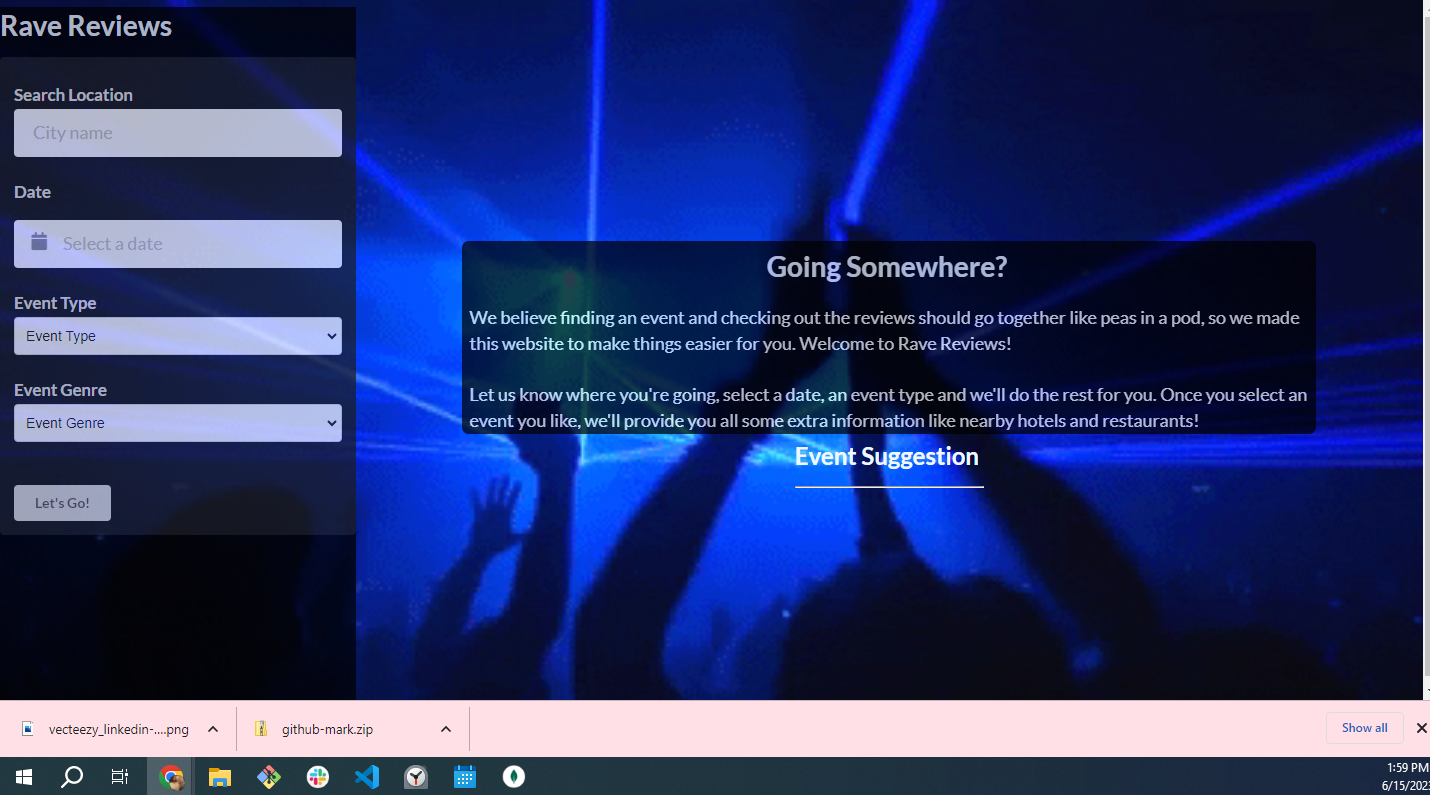 Rave Reviews
Search Location
City name
Date
Select a date
Event Type
Event Type
Event Genre
Event Genre
Let's Go!
Going Somewhere?
We believe finding an event and checking out the reviews should go together like peas in a pod, so we made
this website to make things easier for you. Welcome to Rave Reviews!
Let us know where you're going, select a date, an event type and we'll do the rest for you. Once you select an
event you like, we'll provide you all some extra information like nearby hotels and restaurants!
Event Suggestion
vecteezy_linkedin-....png
github-mark.zip
Show all
1:59 PM
6/15/202